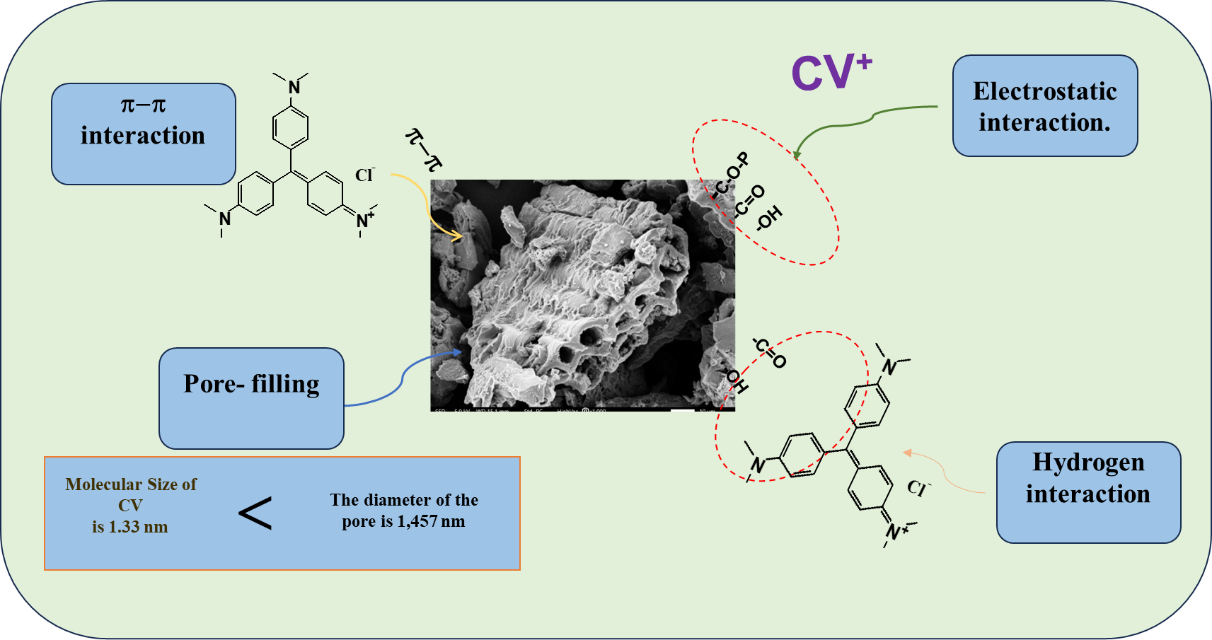 π–π
interaction
N
N
N+
Cl-
π–π
CV+
Electrostatic
interaction.
-C-O-P
-C=O
-OH
Pore- filling
-C=O
OH
N
N
N+
Cl-
Hydrogen
interaction
Molecular Size of
CV
is 1.33 nm
<
The diameter of the
pore is 1,457 nm